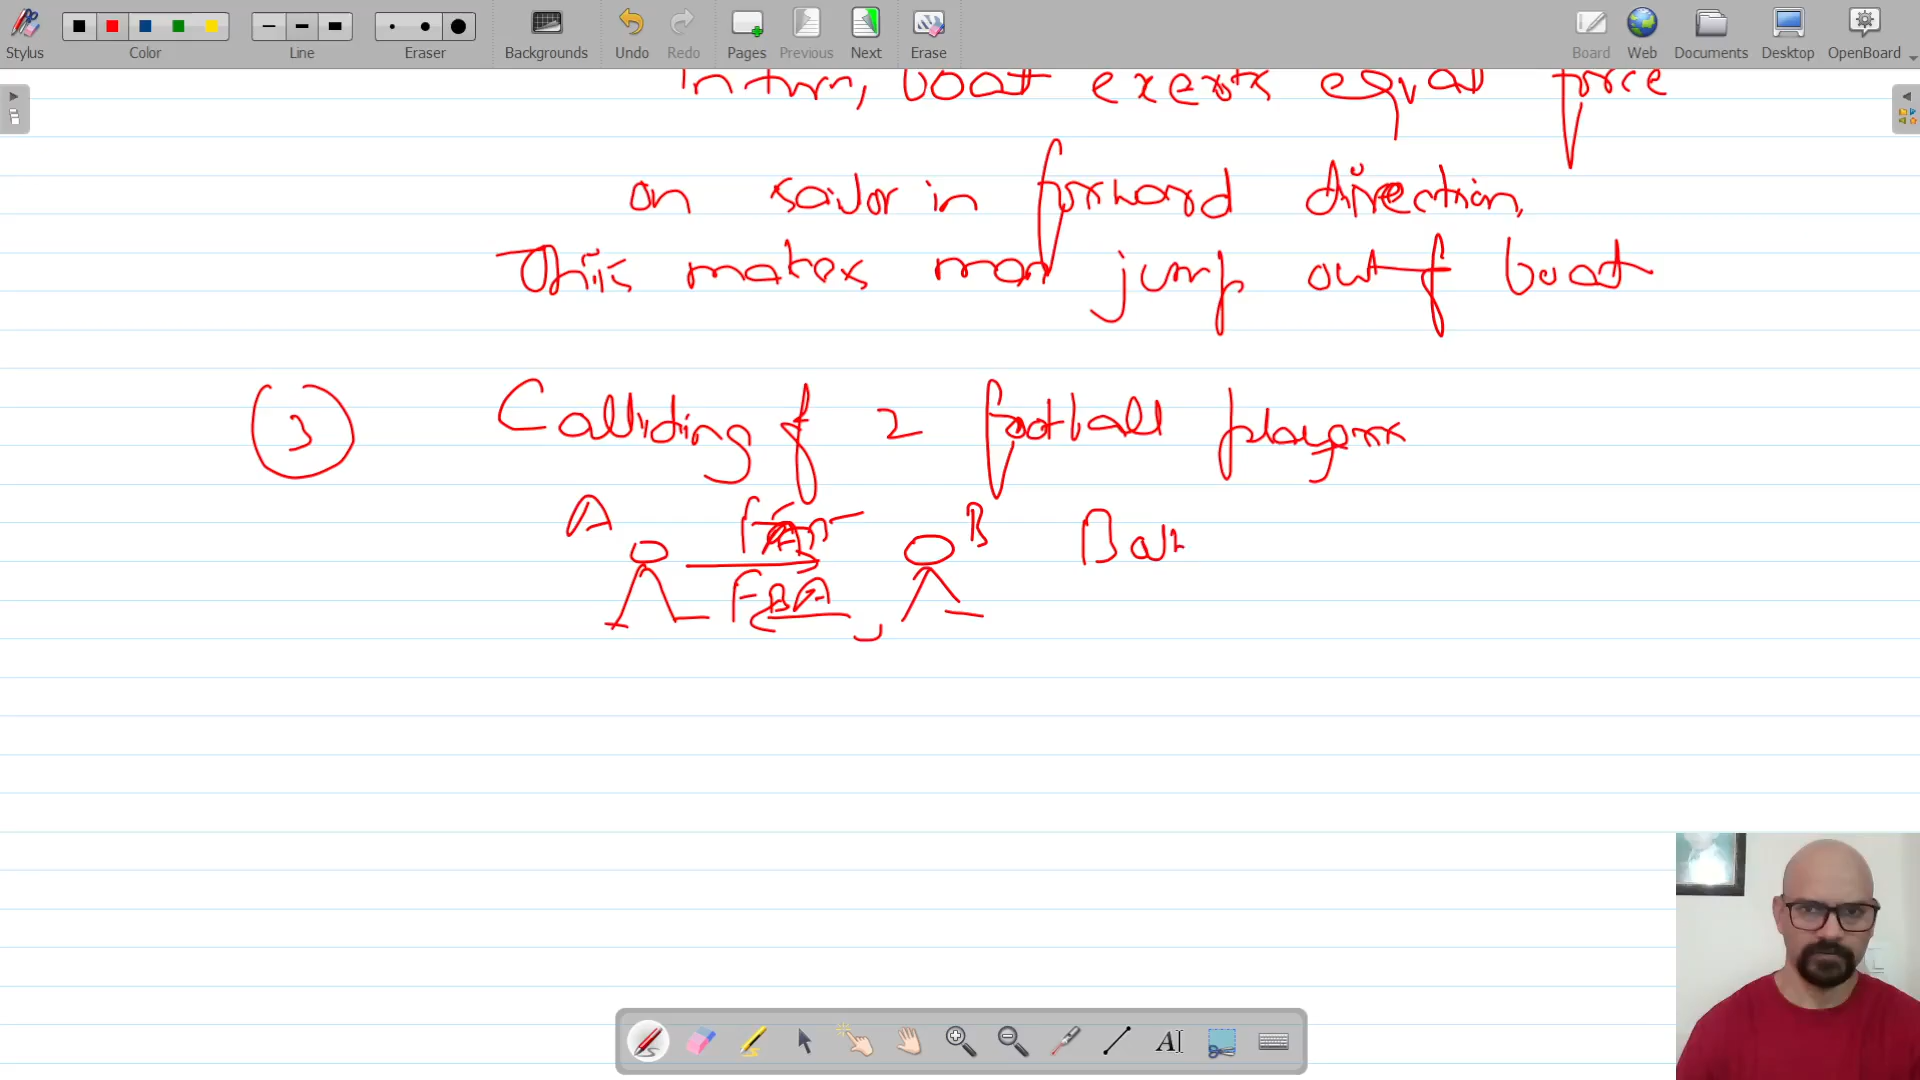 Stylus Color Line Eraser Backgrounds Undo Redo Pages Previous Next Erase Board Web Documents Desktop OpenBoard
In turn, boat exerts equal force
on sailor in forward direction,
This makes man jump out of boat
3 Colliding of 2 football players
A B
FBA